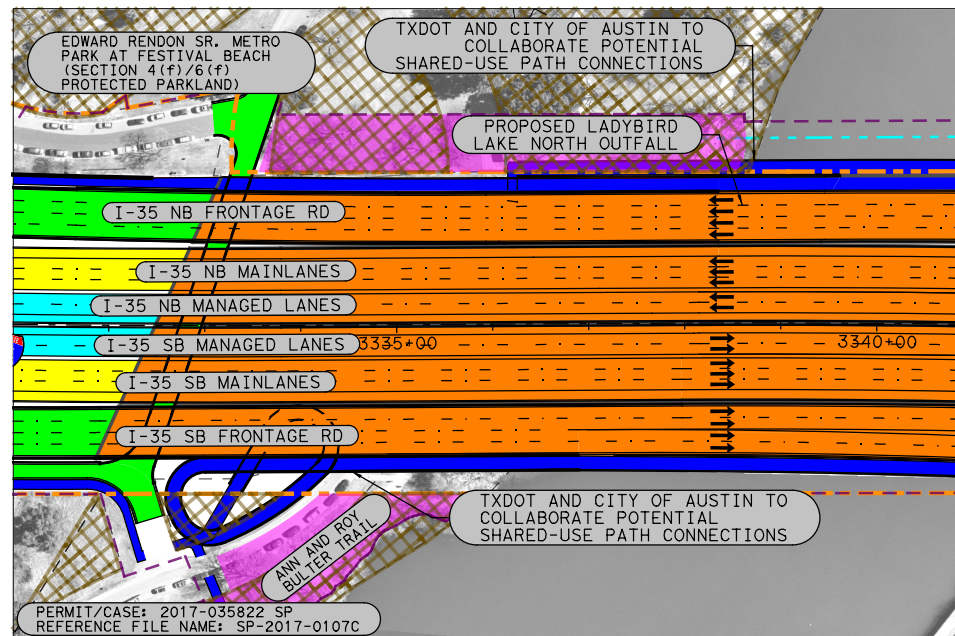 EDWARD RENDON SR. METRO
PARK AT FESTIVAL BEACH
(SECTION 4(f)/6(f)
PROTECTED PARKLAND)
TXDOT AND CITY OF AUSTIN TO
COLLABORATE POTENTIAL
SHARED-USE PATH CONNECTIONS
PROPOSED LADYBIRD
LAKE NORTH OUTFALL
I-35 NB FRONTAGE RD
I-35 NB MAINLANES
I-35 NB MANAGED LANES
I-35 SB MANAGED LANES
3335+00
3340+00
I-35 SB MAINLANES
I-35 SB FRONTAGE RD
TXDOT AND CITY OF AUSTIN TO
COLLABORATE POTENTIAL
SHARED-USE PATH CONNECTIONS
ANN AND ROY
BULTER TRAIL
PERMIT/CASE: 2017-035822 SP
REFERENCE FILE NAME: SP-2017-0107C